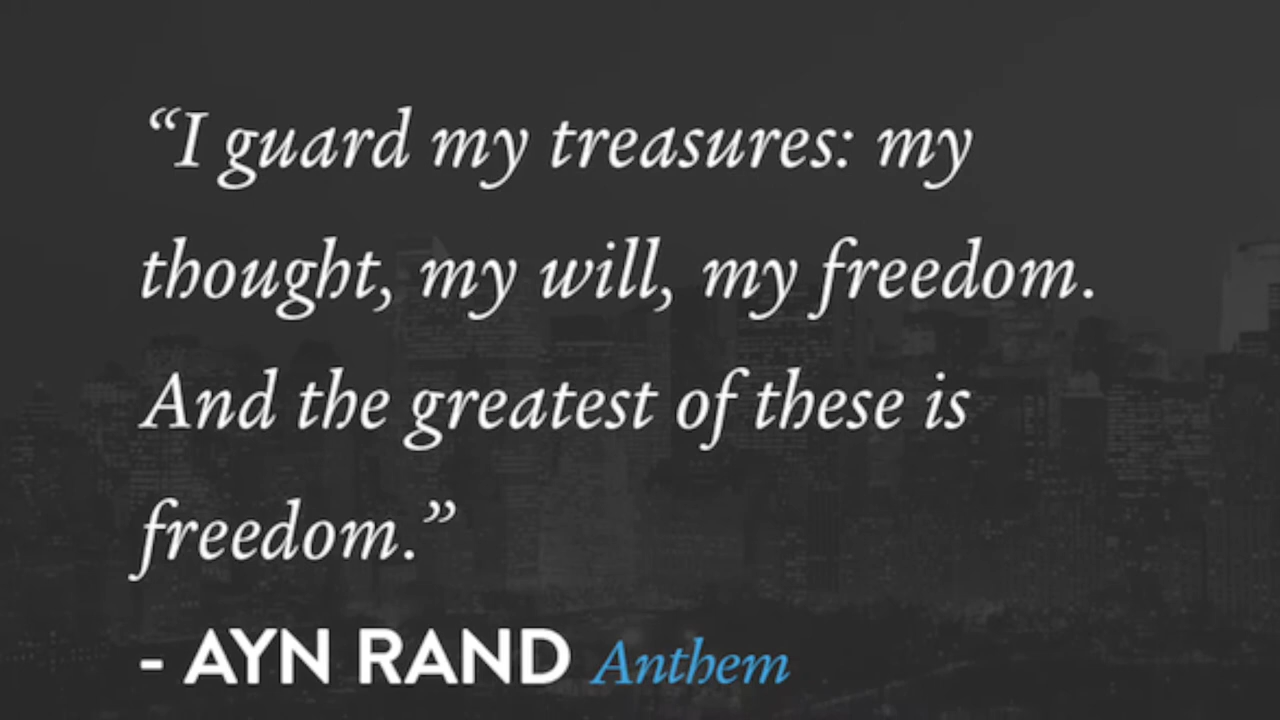 “I guard my treasures: my
thought, my will, my freedom.
And the greatest of these is
freedom.”
- AYN RAND Anthem